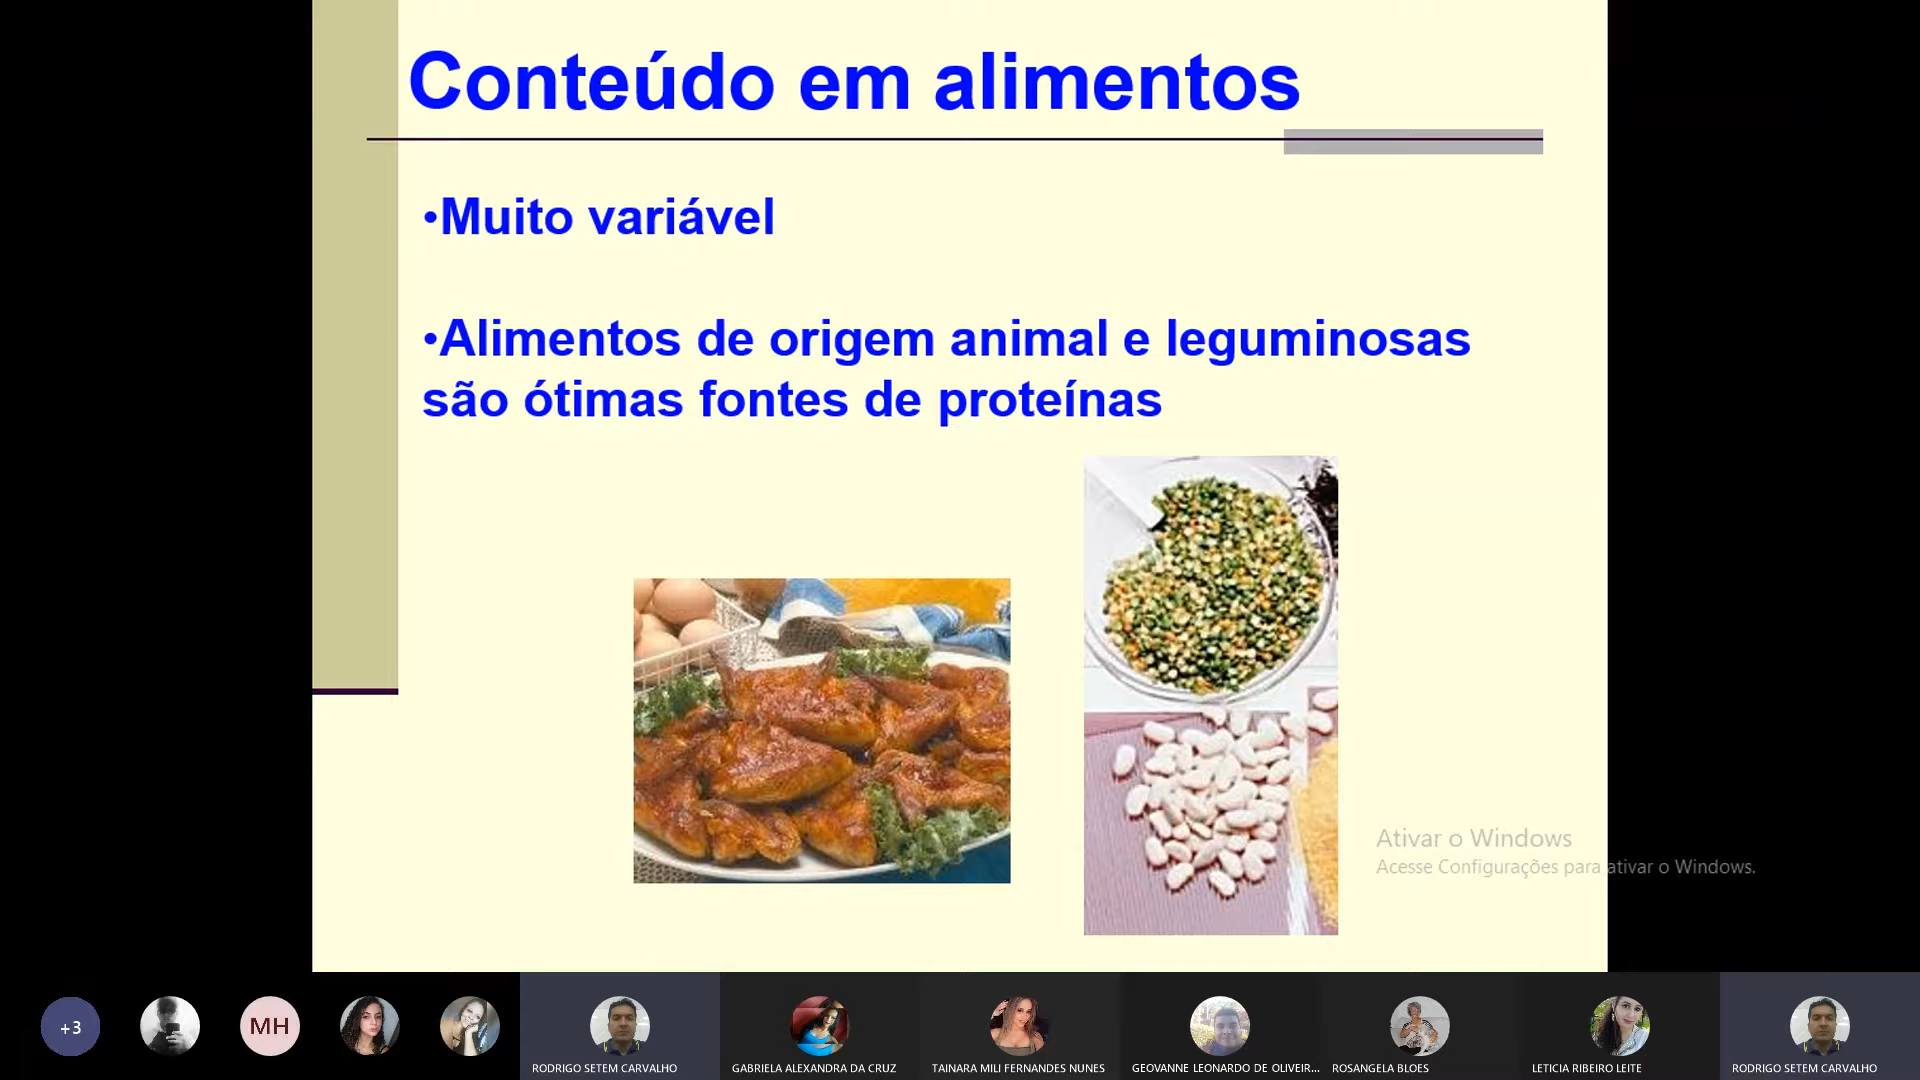 Conteúdo em alimentos
•Muito variável
•Alimentos de origem animal e leguminosas
são ótimas fontes de proteínas
Ativar o Windows
Acesse Configurações para ativar o Windows.
+3
MH
RODRIGO SETEM CARVALHO
GABRIELA ALEXANDRA DA CRUZ
TAINARA MILI FERNANDES NUNES
GEOVANNE LEONARDO DE OLIVEIR...
ROSANGELA BLOES
LETICIA RIBEIRO LEITE
RODRIGO SETEM CARVALHO